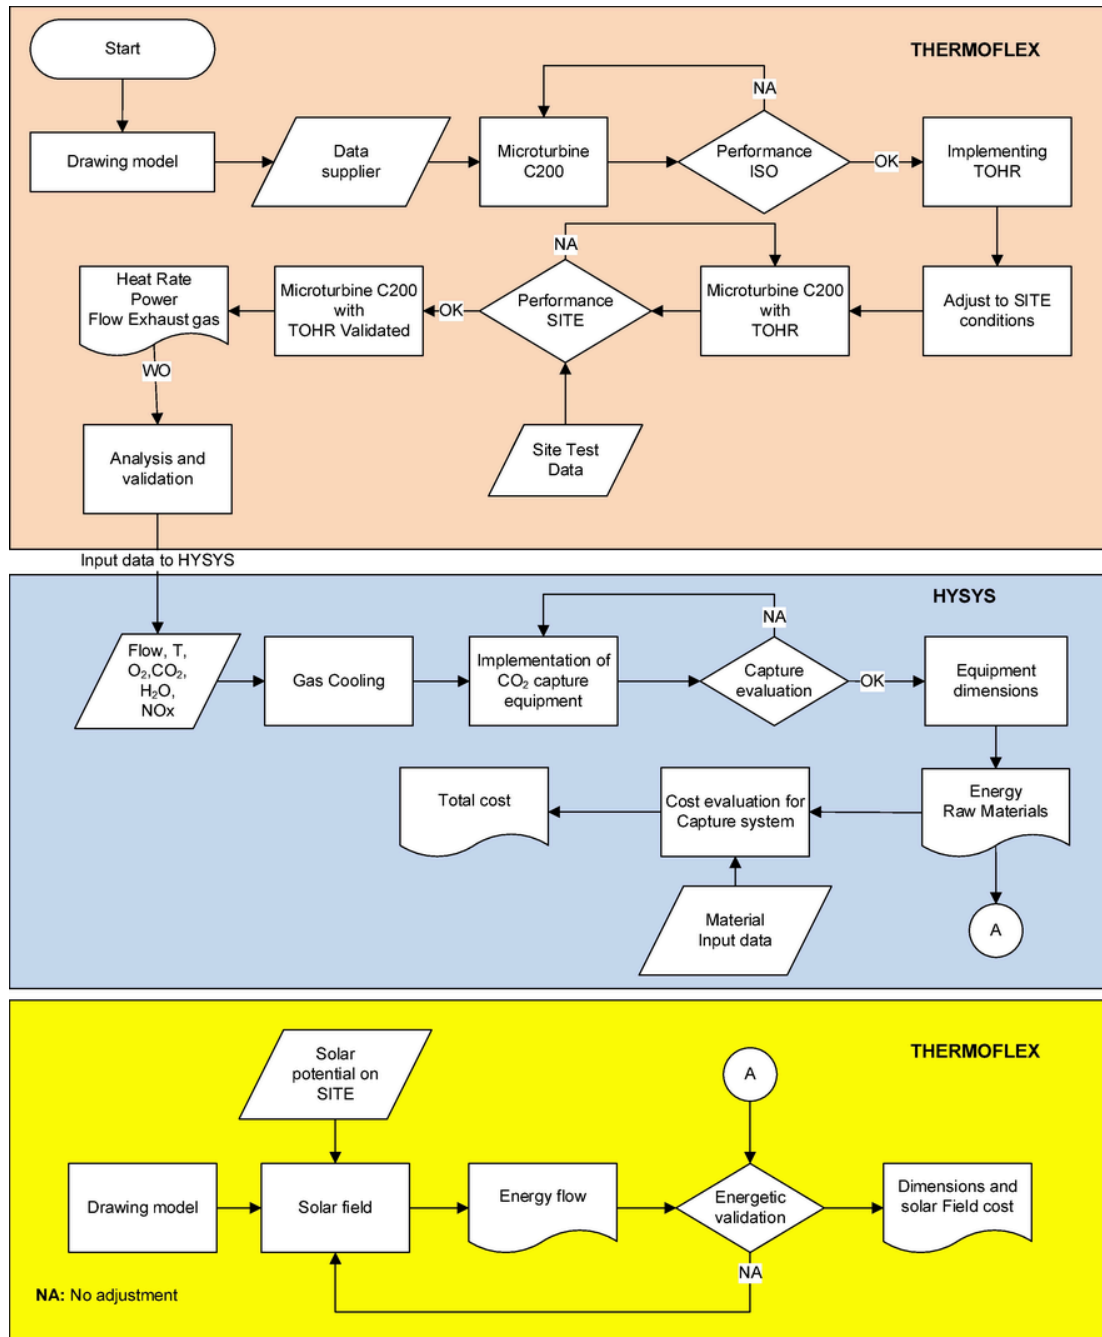 Start
THERMOFLEX
NA
Drawing model
Data
supplier
Microturbine
C200
Performance
ISO
OK
Implementing
TOHR
NA
Heat Rate
Power
Flow Exhaust gas
Microturbine C200
with
TOHR Validated
OK
Performance
SITE
Microturbine C200
with
TOHR
Adjust to SITE
conditions
WO
Analysis and
validation
Site Test
Data
Input data to HYSYS
HYSYS
NA
Flow, T,
O₂,CO₂,
H₂O,
NOx
Gas Cooling
Implementation of
CO₂ capture
equipment
Capture
evaluation
OK
Equipment
dimensions
Total cost
Cost evaluation for
Capture system
Energy
Raw Materials
Material
Input data
A
THERMOFLEX
Solar
potential on
SITE
A
Drawing model
Solar field
Energy flow
Energetic
validation
Dimensions and
solar Field cost
NA
NA: No adjustment